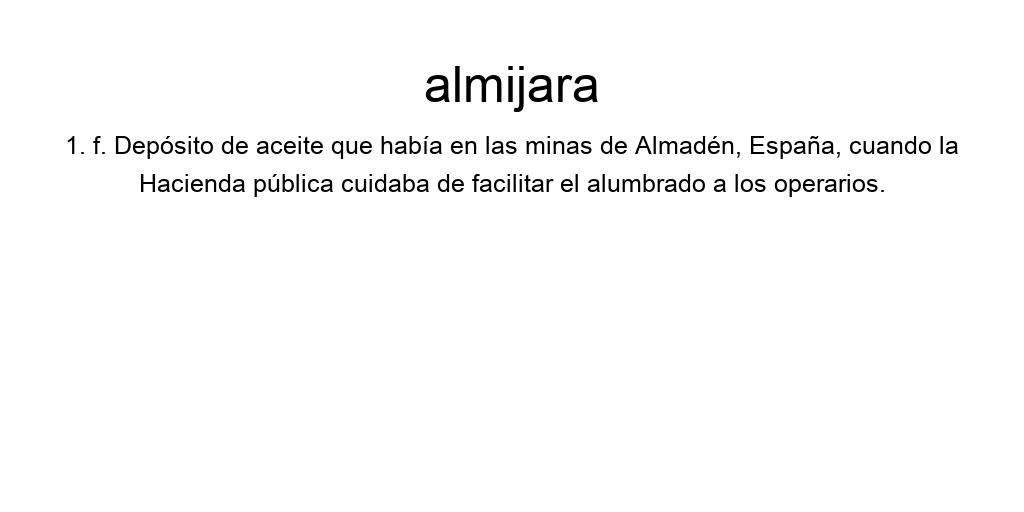 almijara
1. f. Depósito de aceite que había en las minas de Almadén, España, cuando la
Hacienda pública cuidaba de facilitar el alumbrado a los operarios.